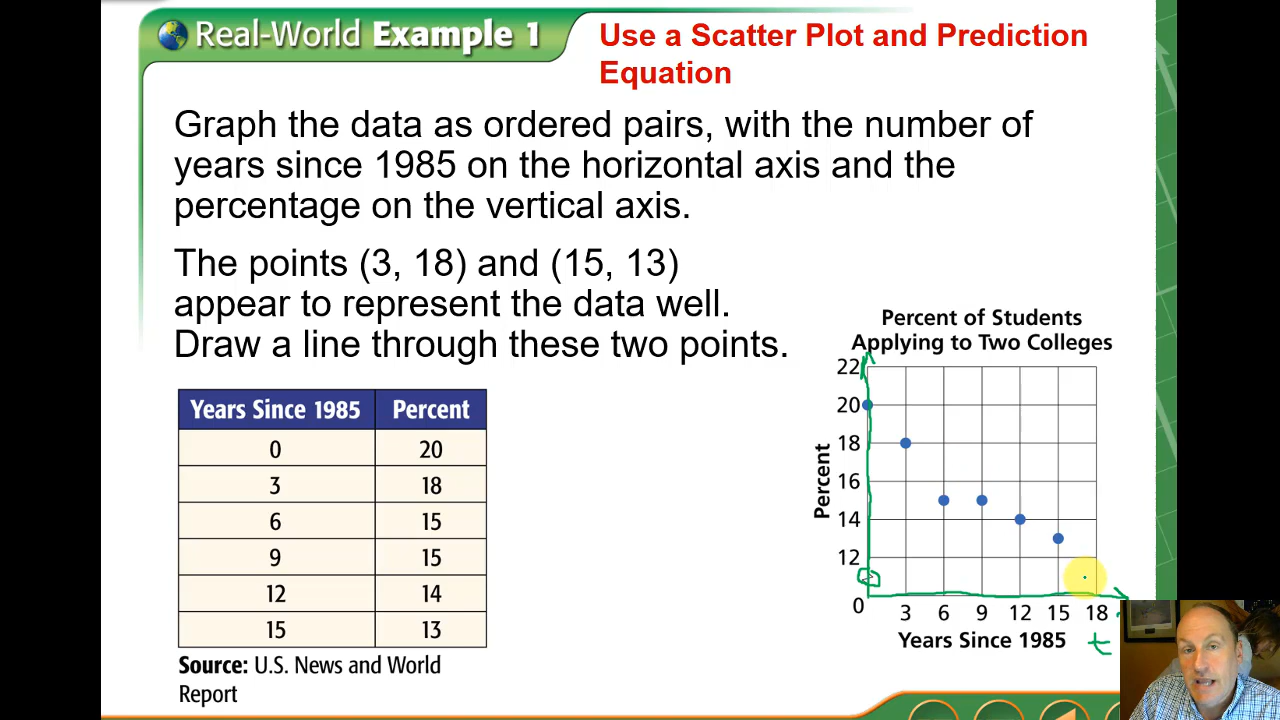 Real-World Example 1
Use a Scatter Plot and Prediction
Equation
Graph the data as ordered pairs, with the number of
years since 1985 on the horizontal axis and the
percentage on the vertical axis.
The points (3, 18) and (15, 13)
appear to represent the data well.
Draw a line through these two points.
Years Since 1985 Percent
0 20
3 18
6 15
9 15
12 14
15 13
Source: U.S. News and World
Report
Percent of Students
Applying to Two Colleges
22
20
18
16
14
12
0
Percent
3 6 9 12 15 18
Years Since 1985
t